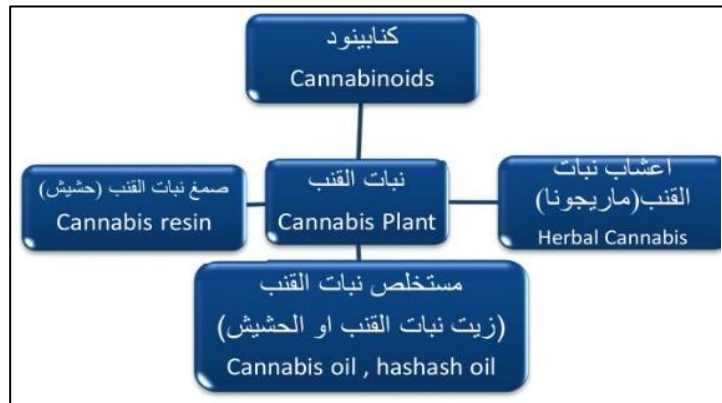 كنابينود
Cannabinoids
صمغ نبات القنب (حشيش)
Cannabis resin
نبات القنب
Cannabis Plant
اعشاب نبات
القنب(ماريجونا)
Herbal Cannabis
مستخلص نبات القنب
(زيت نبات القنب او الحشيش)
Cannabis oil , hashash oil